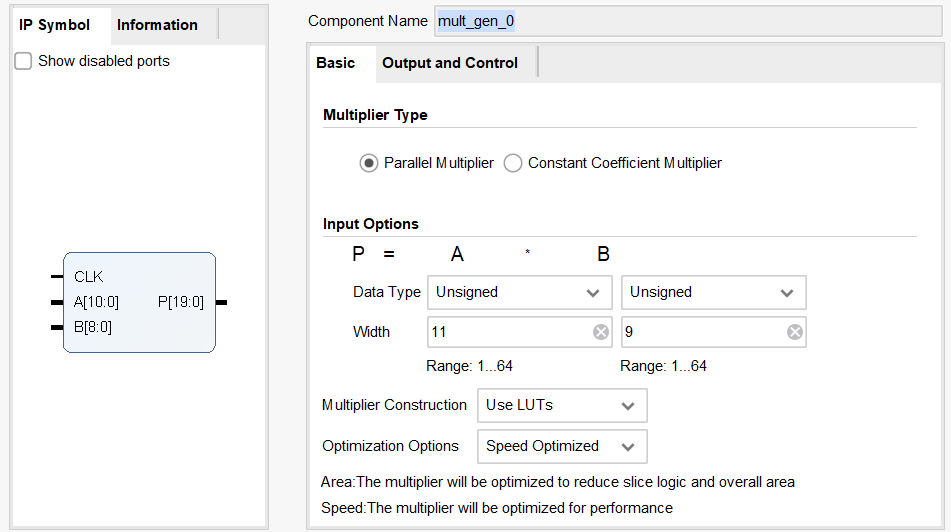 IP Symbol Information
Show disabled ports
CLK
A[10:0] P[19:0]
B[8:0]
Component Name mult_gen_0
Basic Output and Control
Multiplier Type
Parallel Multiplier Constant Coefficient Multiplier
Input Options
P = A * B
Data Type Unsigned Unsigned
Width 11 9
Range: 1...64 Range: 1...64
Multiplier Construction Use LUTs
Optimization Options Speed Optimized
Area:The multiplier will be optimized to reduce slice logic and overall area
Speed:The multiplier will be optimized for performance